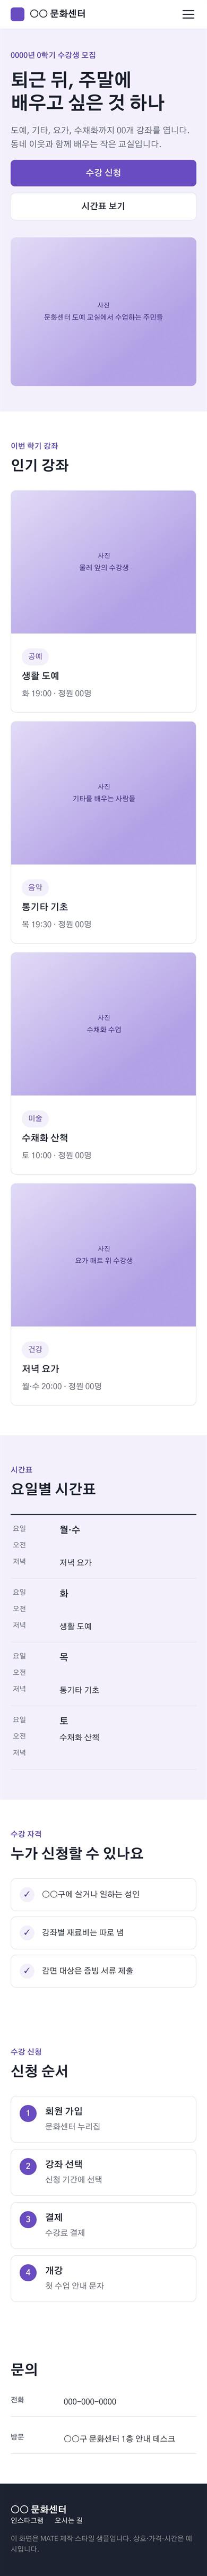 ○○ 문화센터
0000년 0학기 수강생 모집
퇴근 뒤, 주말에
배우고 싶은 것 하나
도예, 기타, 요가, 수채화까지 00개 강좌를 엽니다.
동네 이웃과 함께 배우는 작은 교실입니다.
수강 신청
시간표 보기
사진
문화센터 도예 교실에서 수업하는 주민들
이번 학기 강좌
인기 강좌
사진
물레 앞의 수강생
공예
생활 도예
화 19:00 · 정원 00명
사진
기타를 배우는 사람들
음악
통기타 기초
목 19:30 · 정원 00명
사진
수채화 수업
미술
수채화 산책
토 10:00 · 정원 00명
사진
요가 매트 위 수강생
건강
저녁 요가
월·수 20:00 · 정원 00명
시간표
요일별 시간표
요일 월·수
오전
저녁 저녁 요가
요일 화
오전
저녁 생활 도예
요일 목
오전
저녁 통기타 기초
요일 토
오전 수채화 산책
저녁
수강 자격
누가 신청할 수 있나요
✓ ○○구에 살거나 일하는 성인
✓ 강좌별 재료비는 따로 냄
✓ 감면 대상은 증빙 서류 제출
수강 신청
신청 순서
1 회원 가입
문화센터 누리집
2 강좌 선택
신청 기간에 선택
3 결제
수강료 결제
4 개강
첫 수업 안내 문자
문의
전화 000-000-0000
방문 ○○구 문화센터 1층 안내 데스크
○○ 문화센터
인스타그램 오시는 길
이 화면은 MATE 제작 스타일 샘플입니다. 상호·가격·시간은 예
시입니다.